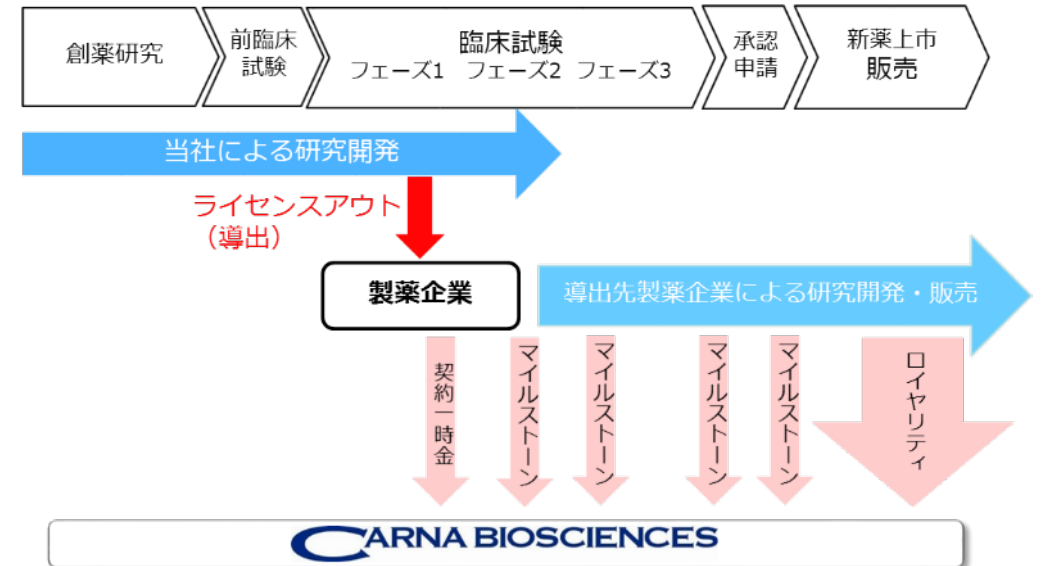 創薬研究
前臨床
試験
臨床試験
フェーズ1 フェーズ2 フェーズ3
承認
申請
新薬上市
販売
当社による研究開発
ライセンスアウト
（導出）
製薬企業
導出先製薬企業による研究開発・販売
契約一時金
マイルストーン
マイルストーン
マイルストーン
マイルストーン
ロイヤリティ
CARNA BIOSCIENCES